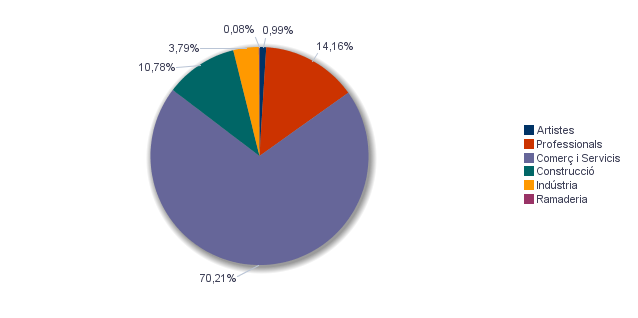 0,08%
0,99%
3,79%
14,16%
10,78%
70,21%
Artistes
Professionals
Comerç i Servicis
Construcció
Indústria
Ramaderia